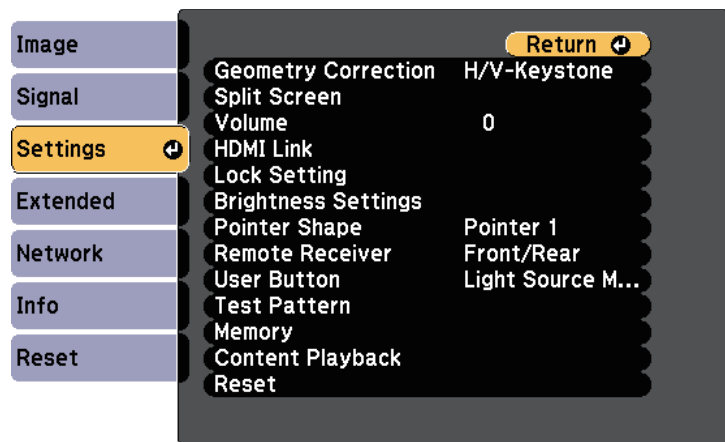 Image
Signal
Settings
Extended
Network
Info
Reset
Return
Geometry Correction H/V-Keystone
Split Screen
Volume 0
HDMI Link
Lock Setting
Brightness Settings
Pointer Shape Pointer 1
Remote Receiver Front/Rear
User Button Light Source M...
Test Pattern
Memory
Content Playback
Reset